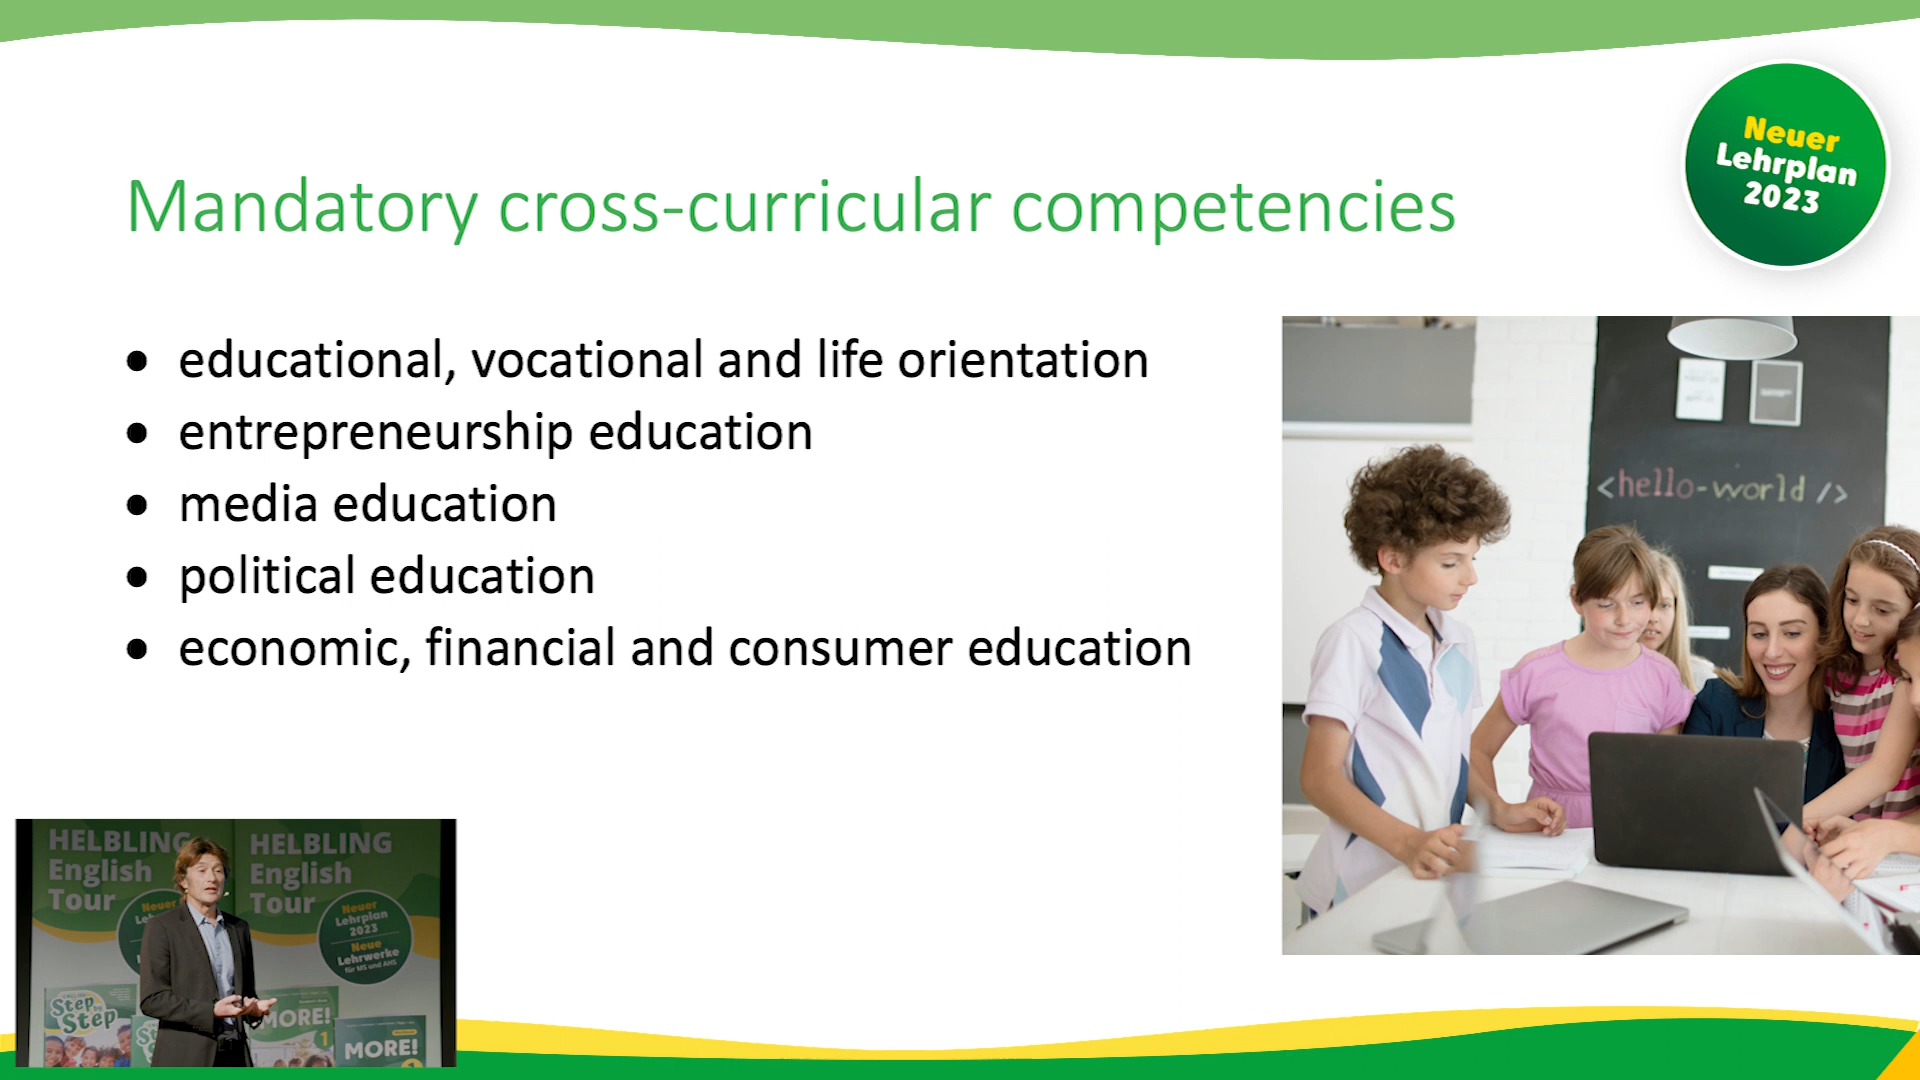 Neuer
Lehrplan
2023
Mandatory cross-curricular competencies
• educational, vocational and life orientation
• entrepreneurship education
• media education
• political education
• economic, financial and consumer education
<hello-world />
HELBLING
English
Tour
Neuer
HELBLING
English
Tour
Neuer
Lehrplan
2023
Neue
Lehrwerke
für MS und AHS
Step
by
Step
MORE!
1
MORE!